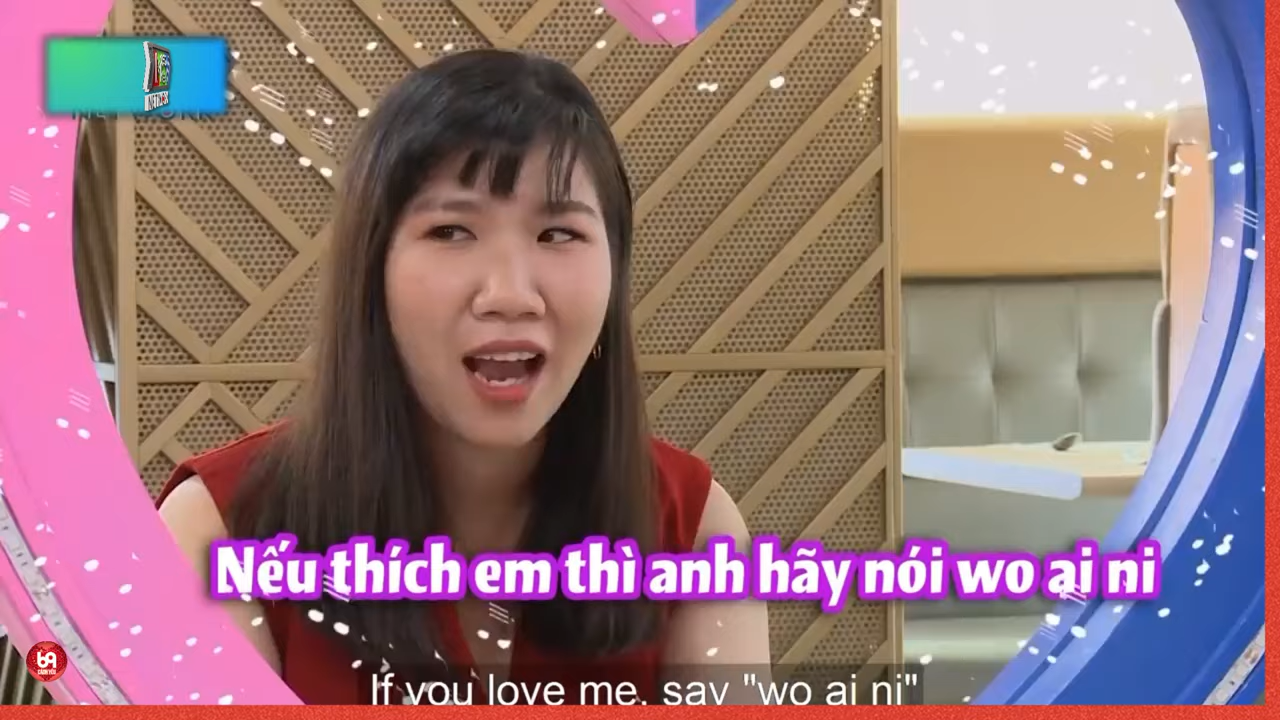 Nếu thích em thì anh hãy nói wo ai ni
If you love me, say "wo ai ni"